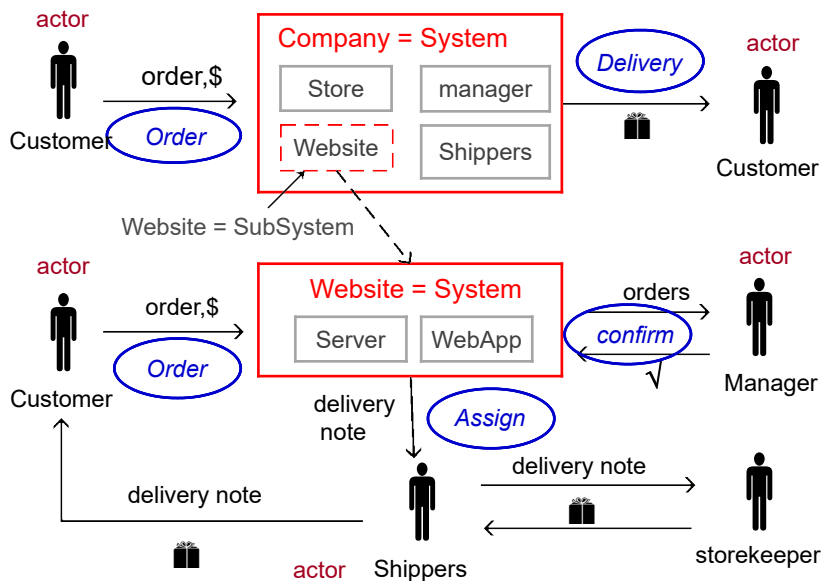 actor
Company = System
actor
order,$
Delivery
Store
manager
Order
Customer
Website
Shippers
Customer
Website = SubSystem
actor
actor
Website = System
order,$
orders
Server
WebApp
confirm
Order
√
Customer
Manager
delivery
note
Assign
delivery note
delivery note
storekeeper
actor
Shippers